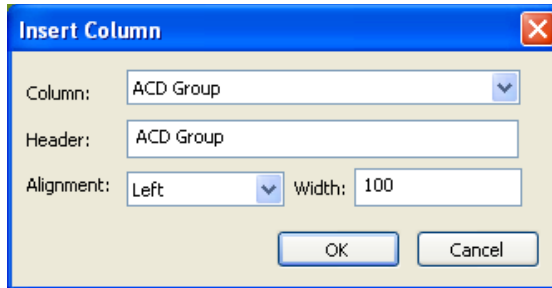 Insert Column
Column: ACD Group
Header: ACD Group
Alignment: Left Width: 100
OK Cancel